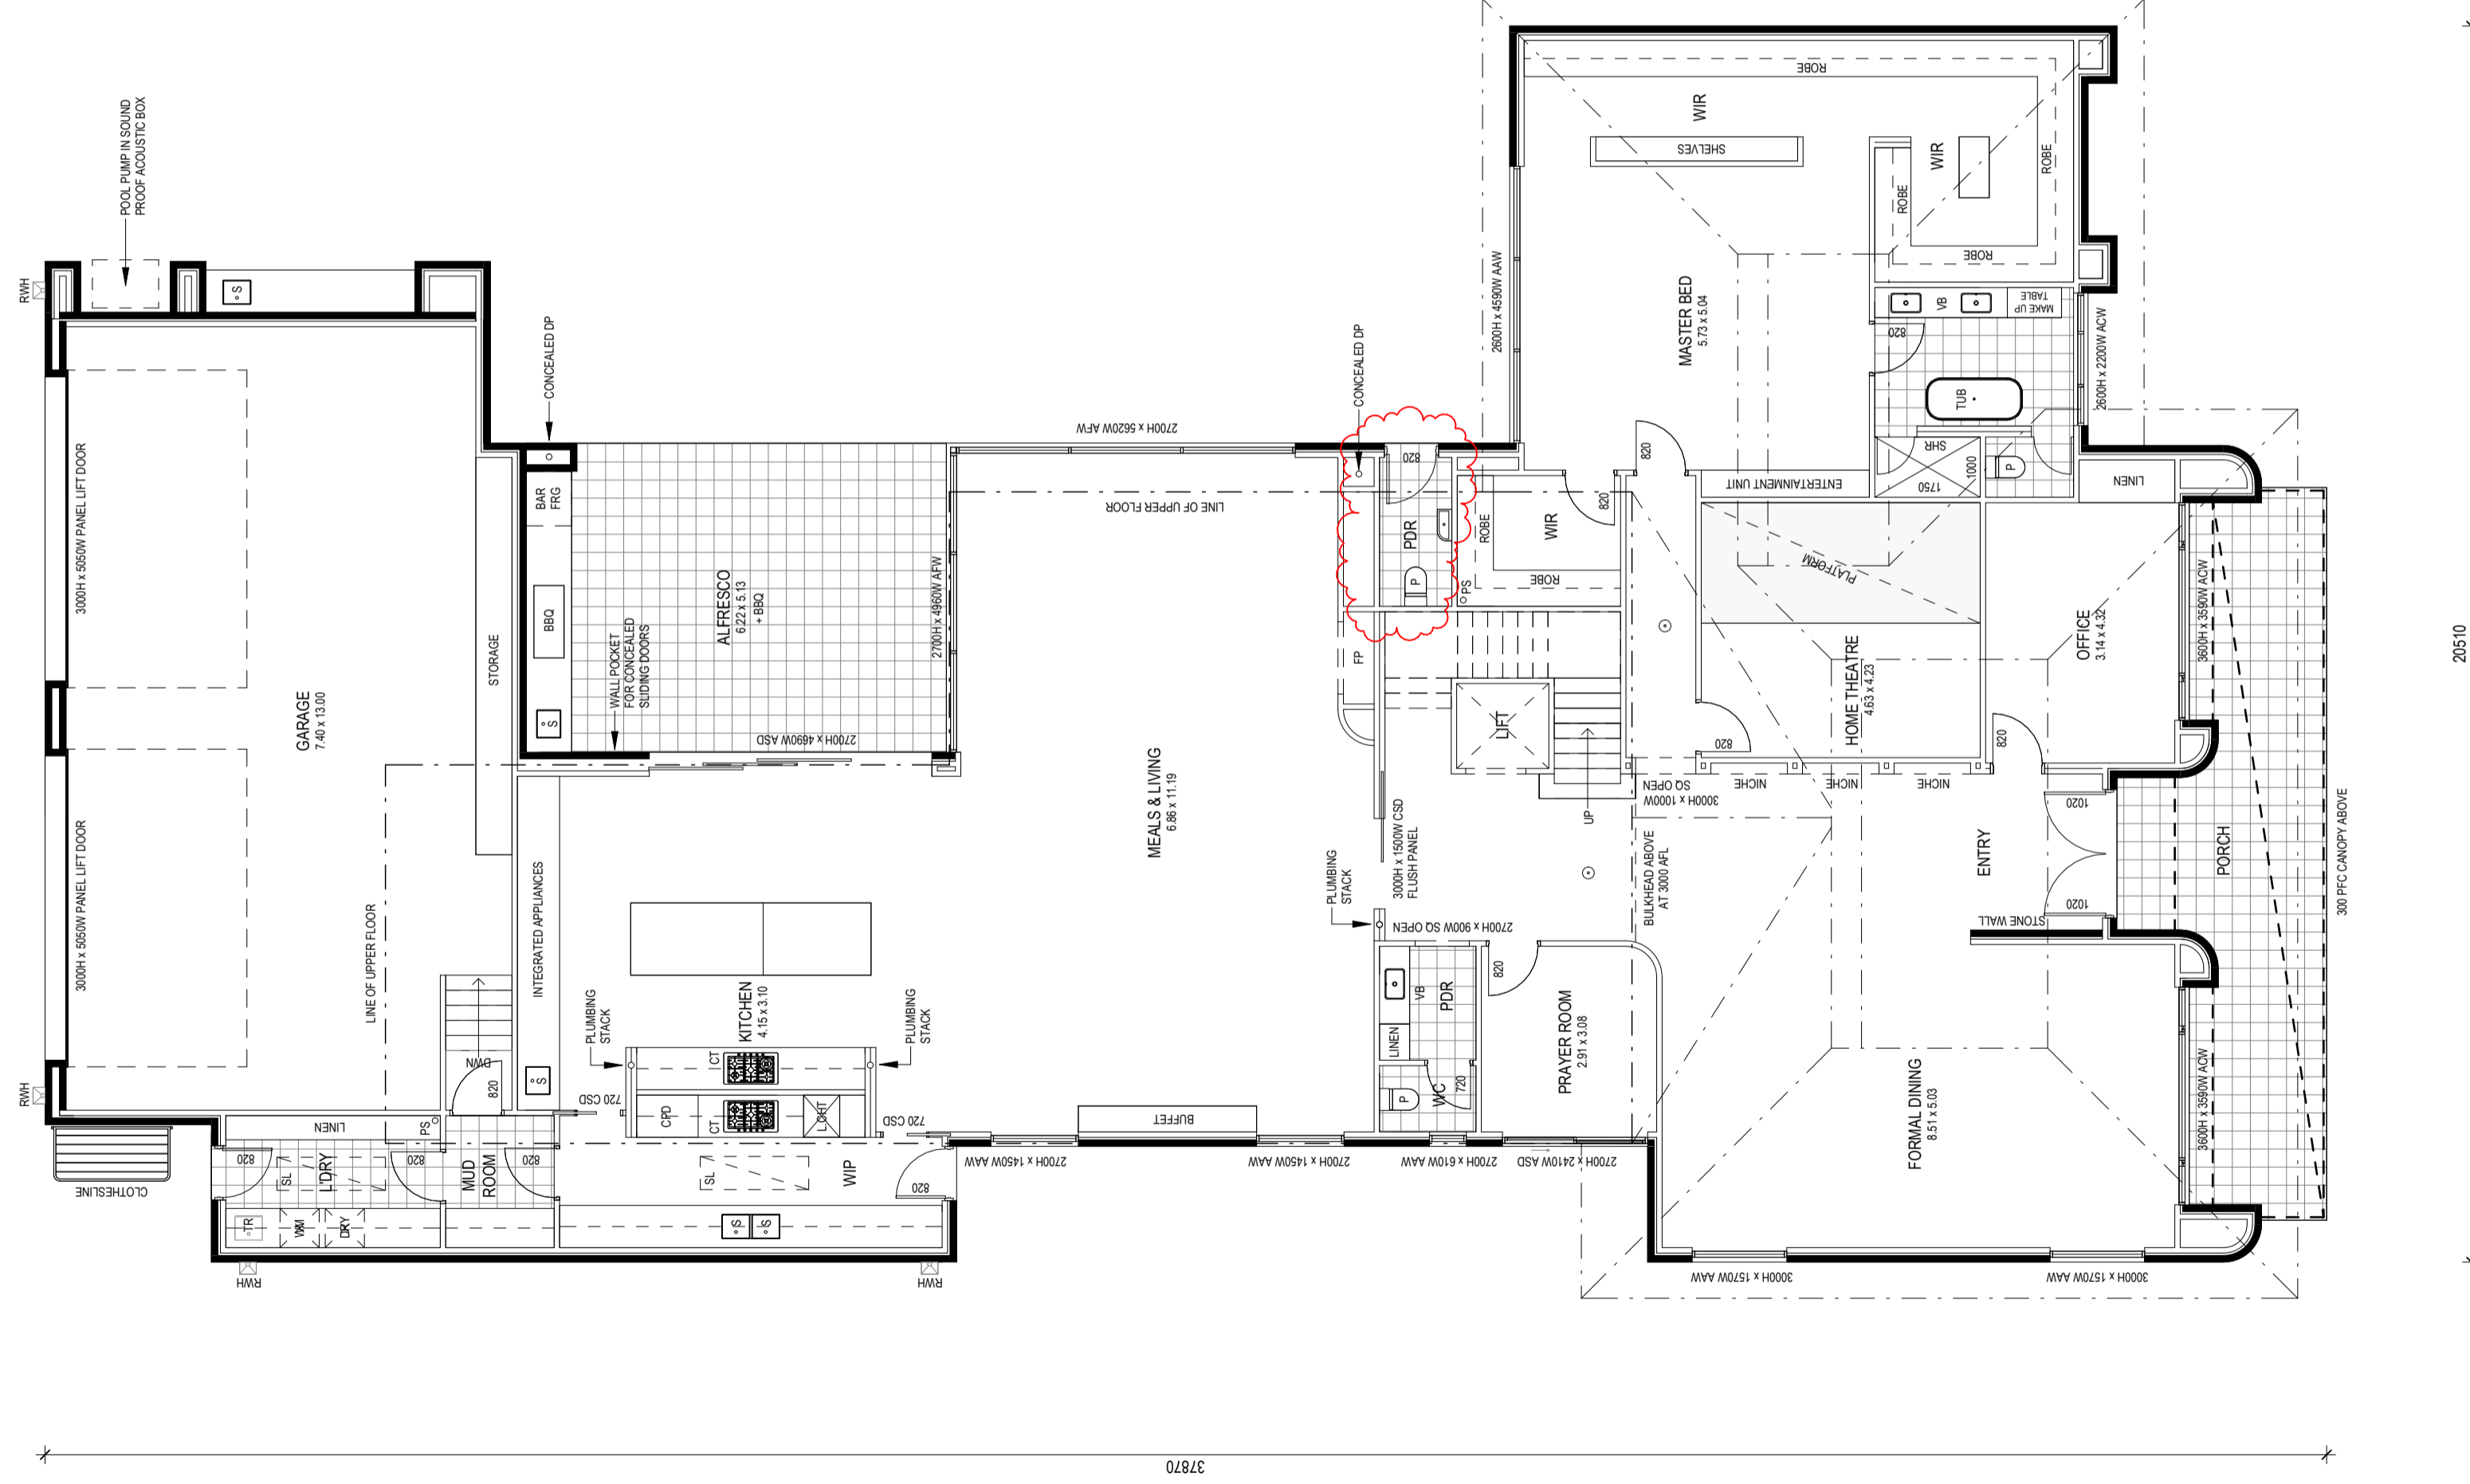 RWH
POOL PUMP IN SOUND
PROOF ACOUSTIC BOX
S
3000H x 5050W PANEL LIFT DOOR
3000H x 5050W PANEL LIFT DOOR
GARAGE
7.40 x 13.00
STORAGE
LINE OF UPPER FLOOR
DWN
820
RWH
CLOTHESLINE
LINEN
PS
820
SL
L'DRY
820
MUD
ROOM
820
TR
WM
DRY
RWH
CONCEALED DP
BAR
FRG
BBQ
S
ALFRESCO
6.22 x 5.13
+ BBQ
WALL POCKET
FOR CONCEALED
SLIDING DOORS
2700H x 4690W ASD
2700H x 4960W AFW
INTEGRATED APPLIANCES
S
PLUMBING
STACK
KITCHEN
4.15 x 3.10
PLUMBING
STACK
CT
720 CSD
CPD
CT
720 CSD
SL
WIP
820
S
S
RWH
2700H x 5620W AFW
LINE OF UPPER FLOOR
MEALS & LIVING
6.86 x 11.19
BUFFET
2700H x 1450W AAW
2700H x 1450W AAW
2700H x 610W AAW
2700H x 2410W ASD
CONCEALED DP
820
PDR
P
FP
PS
ROBE
WIR
ROBE
820
LIFT
UP
3000H x 1500W CSD
FLUSH PANEL
PLUMBING
STACK
2700H x 900W SQ OPEN
3000H x 1000W
SQ OPEN
BULKHEAD ABOVE
AT 3000 AFL
VB
PDR
LINEN
WC
720
P
820
PRAYER ROOM
2.91 x 3.08
2600H x 4590W AAW
ROBE
WIR
SHELVES
WIR
ROBE
ROBE
ROBE
MASTER BED
5.73 x 5.04
820
ENTERTAINMENT UNIT
VB
MAKE UP
TABLE
820
TUB
2600H x 2200W ACW
SHR
1750
1000
P
LINEN
PLATFORM
HOME THEATRE
4.63 x 4.23
820
NICHE
NICHE
NICHE
OFFICE
3.14 x 4.32
820
3600H x 3590W ACW
ENTRY
1020
1020
STONE WALL
PORCH
300 PFC CANOPY ABOVE
FORMAL DINING
8.51 x 5.03
3600H x 3590W ACW
3000H x 1570W AAW
3000H x 1570W AAW
20510
37870